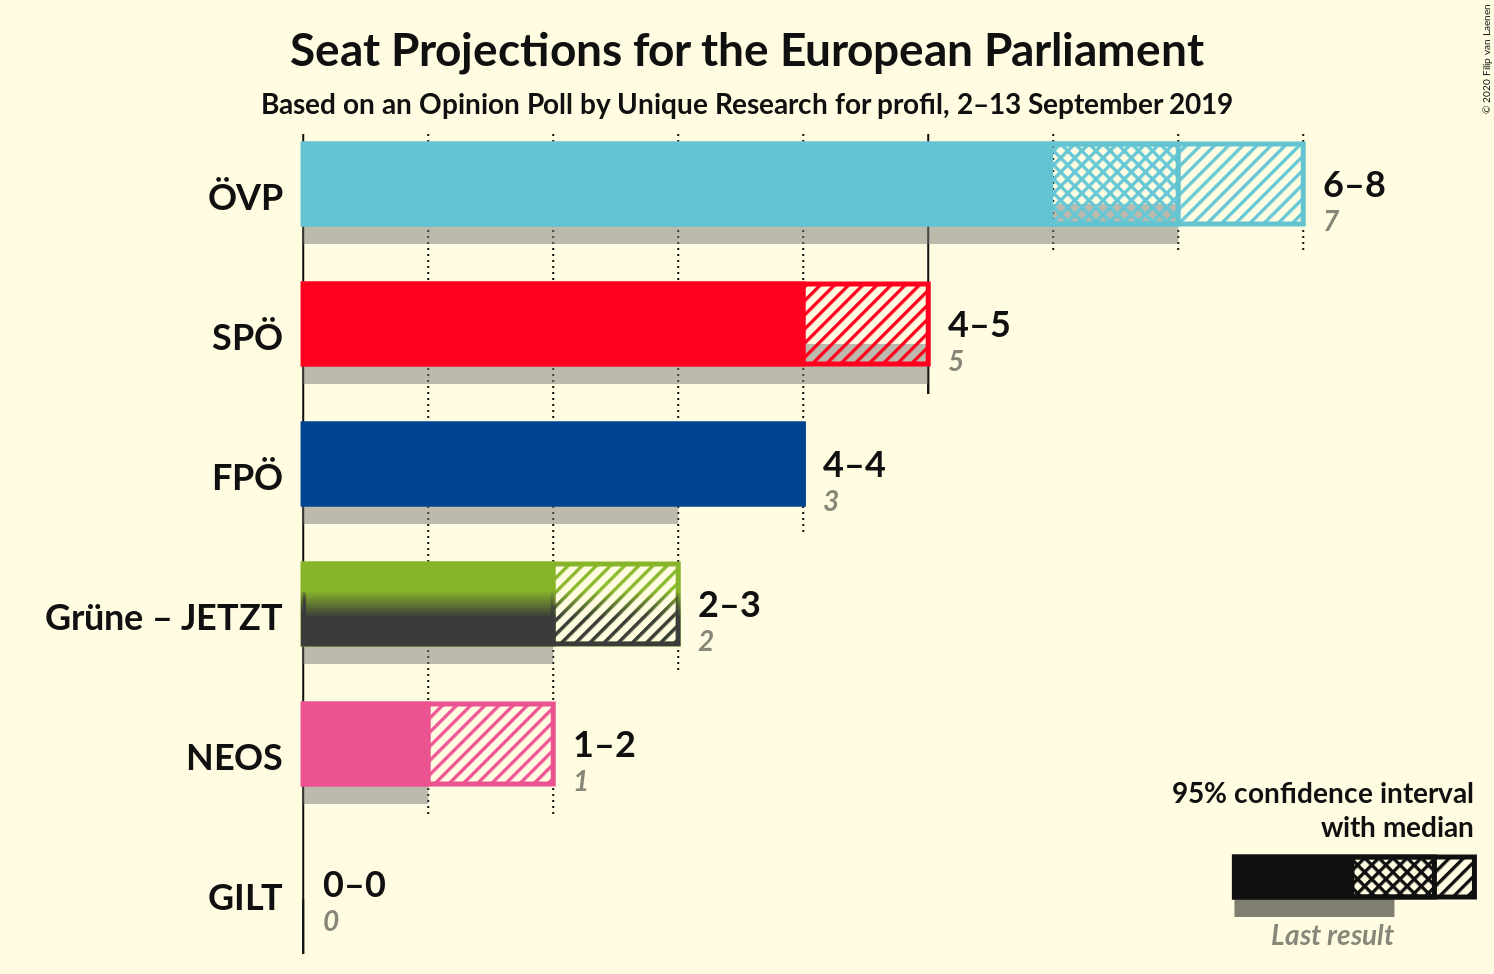 Seat Projections for the European Parliament
Based on an Opinion Poll by Unique Research for profil, 2–13 September 2019
© 2020 Filip van Laenen
ÖVP
6–8
7
SPÖ
4–5
5
FPÖ
4–4
3
Grüne – JETZT
2–3
2
NEOS
1–2
1
GILT
0–0
0
95% confidence interval
with median
Last result